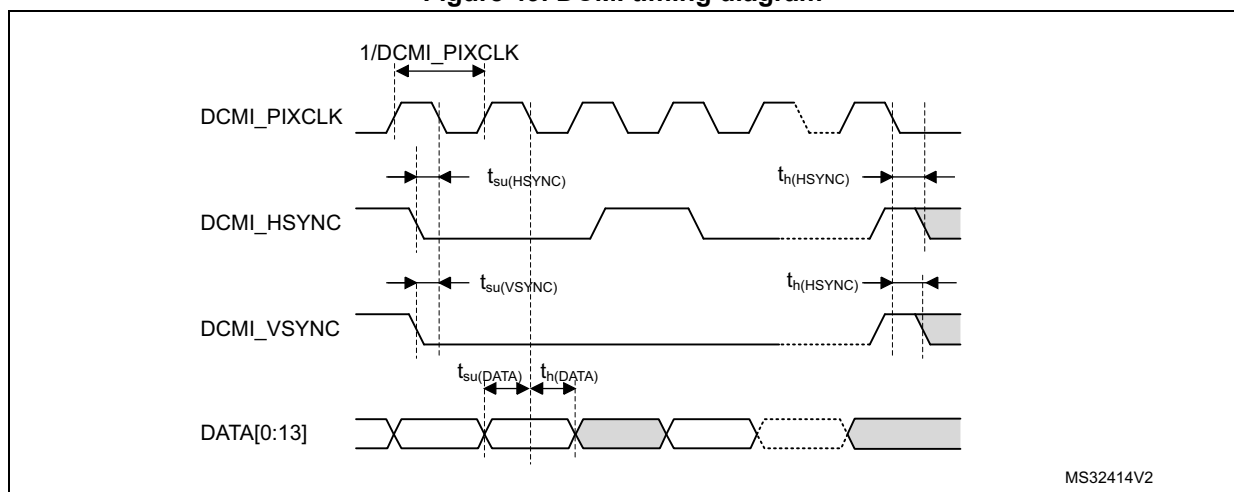 1/DCMI_PIXCLK
DCMI_PIXCLK
tsu(HSYNC)
th(HSYNC)
DCMI_HSYNC
tsu(VSYNC)
th(HSYNC)
DCMI_VSYNC
tsu(DATA) th(DATA)
DATA[0:13]
MS32414V2